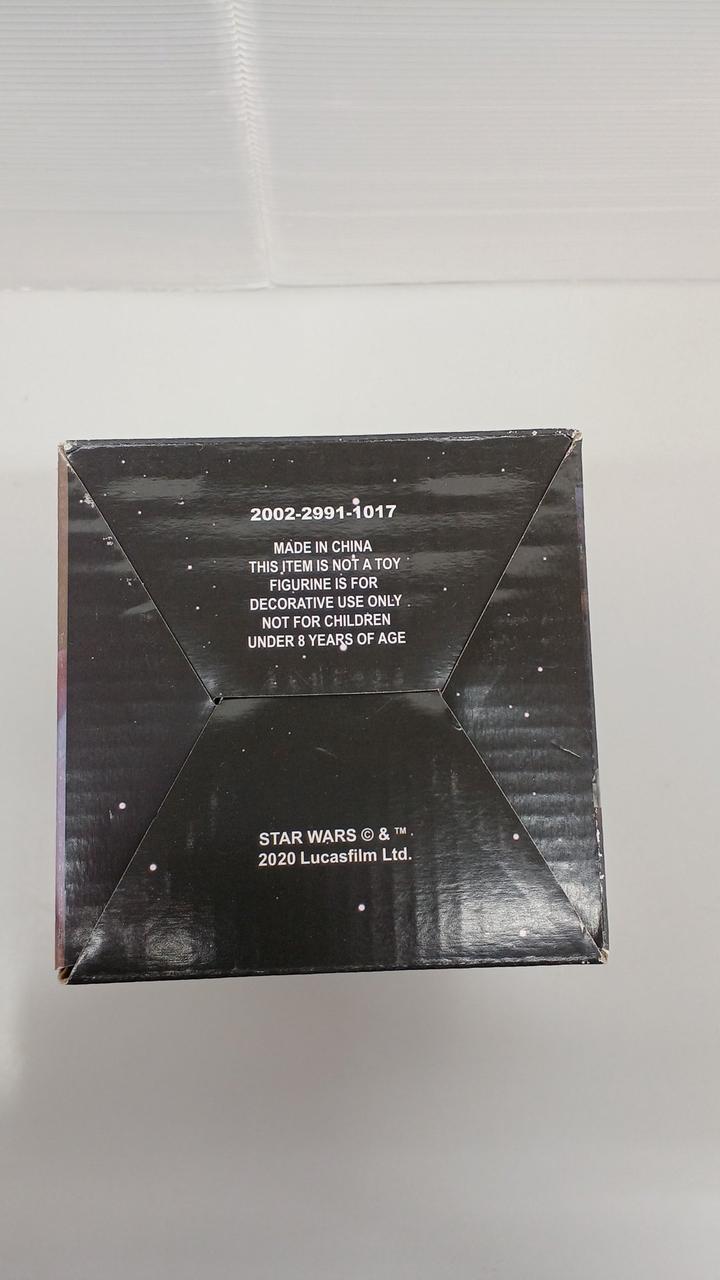 2002-2991-1017
MADE IN CHINA
THIS ITEM IS NOT A TOY
FIGURINE IS FOR
DECORATIVE USE ONLY
NOT FOR CHILDREN
UNDER 8 YEARS OF AGE
STAR WARS © & ™
2020 Lucasfilm Ltd.